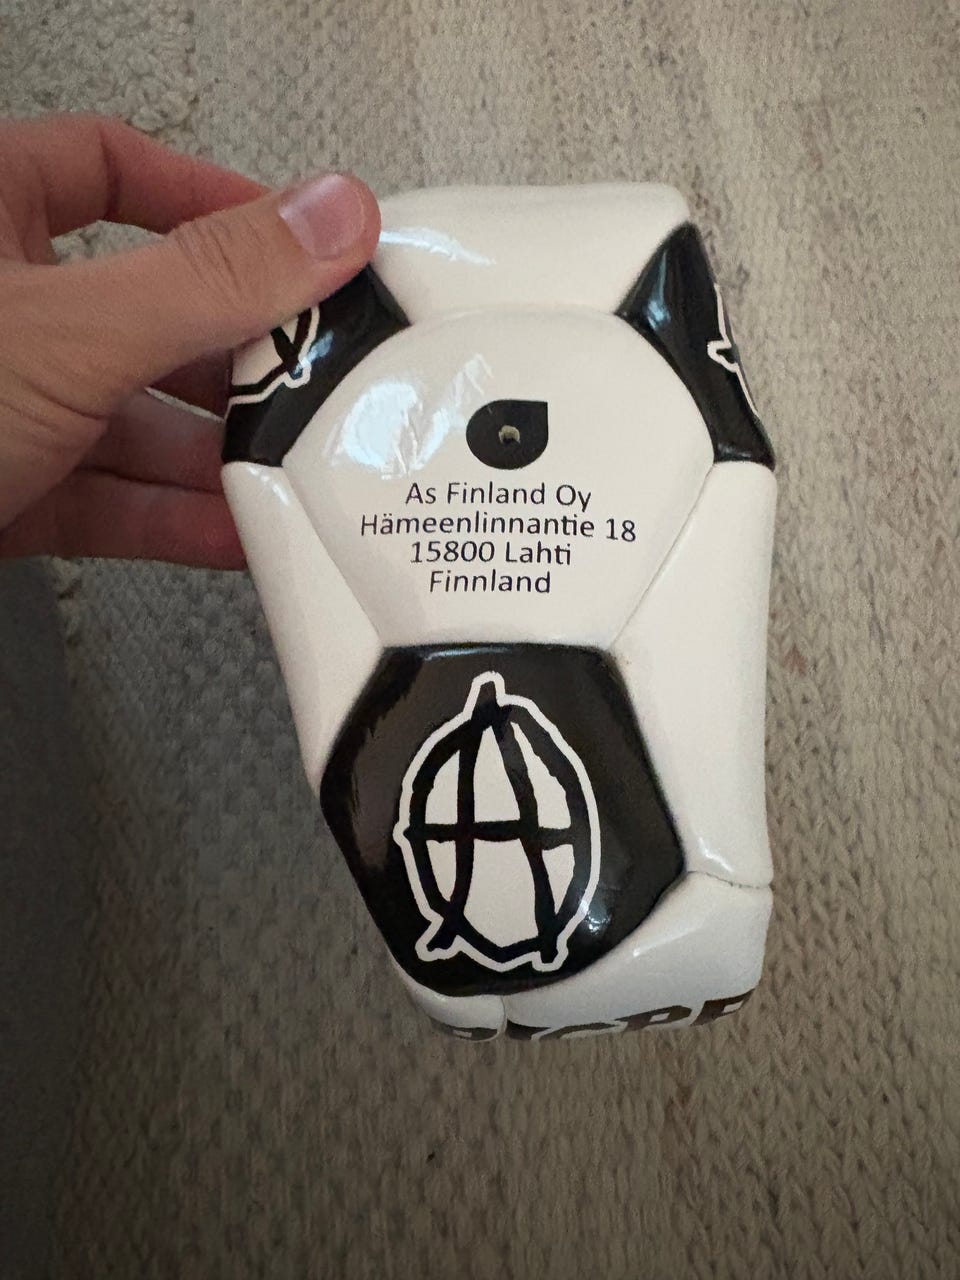 As Finland Oy
Hämeenlinnantie 18
15800 Lahti
Finnland